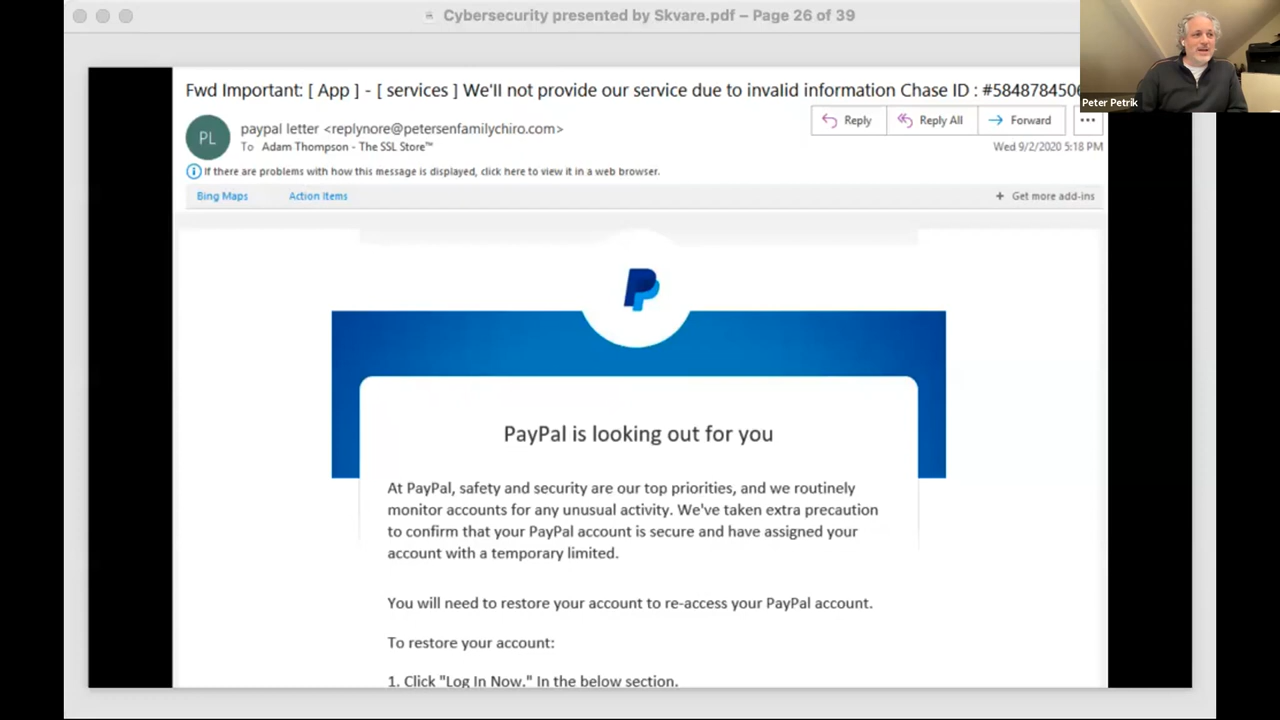 Cybersecurity presented by Skvare.pdf – Page 26 of 39
Fwd Important: [ App ] - [ services ] We'll not provide our service due to invalid information Chase ID : #584878450
Peter Petrik
PL
paypal letter <replynore@petersenfamilychiro.com>
Reply
Reply All
Forward
To Adam Thompson - The SSL Store™
Wed 9/2/2020 5:18 PM
If there are problems with how this message is displayed, click here to view it in a web browser.
Bing Maps
Action Items
+ Get more add-ins
PayPal is looking out for you
At PayPal, safety and security are our top priorities, and we routinely
monitor accounts for any unusual activity. We've taken extra precaution
to confirm that your PayPal account is secure and have assigned your
account with a temporary limited.
You will need to restore your account to re-access your PayPal account.
To restore your account:
1. Click "Log In Now." In the below section.